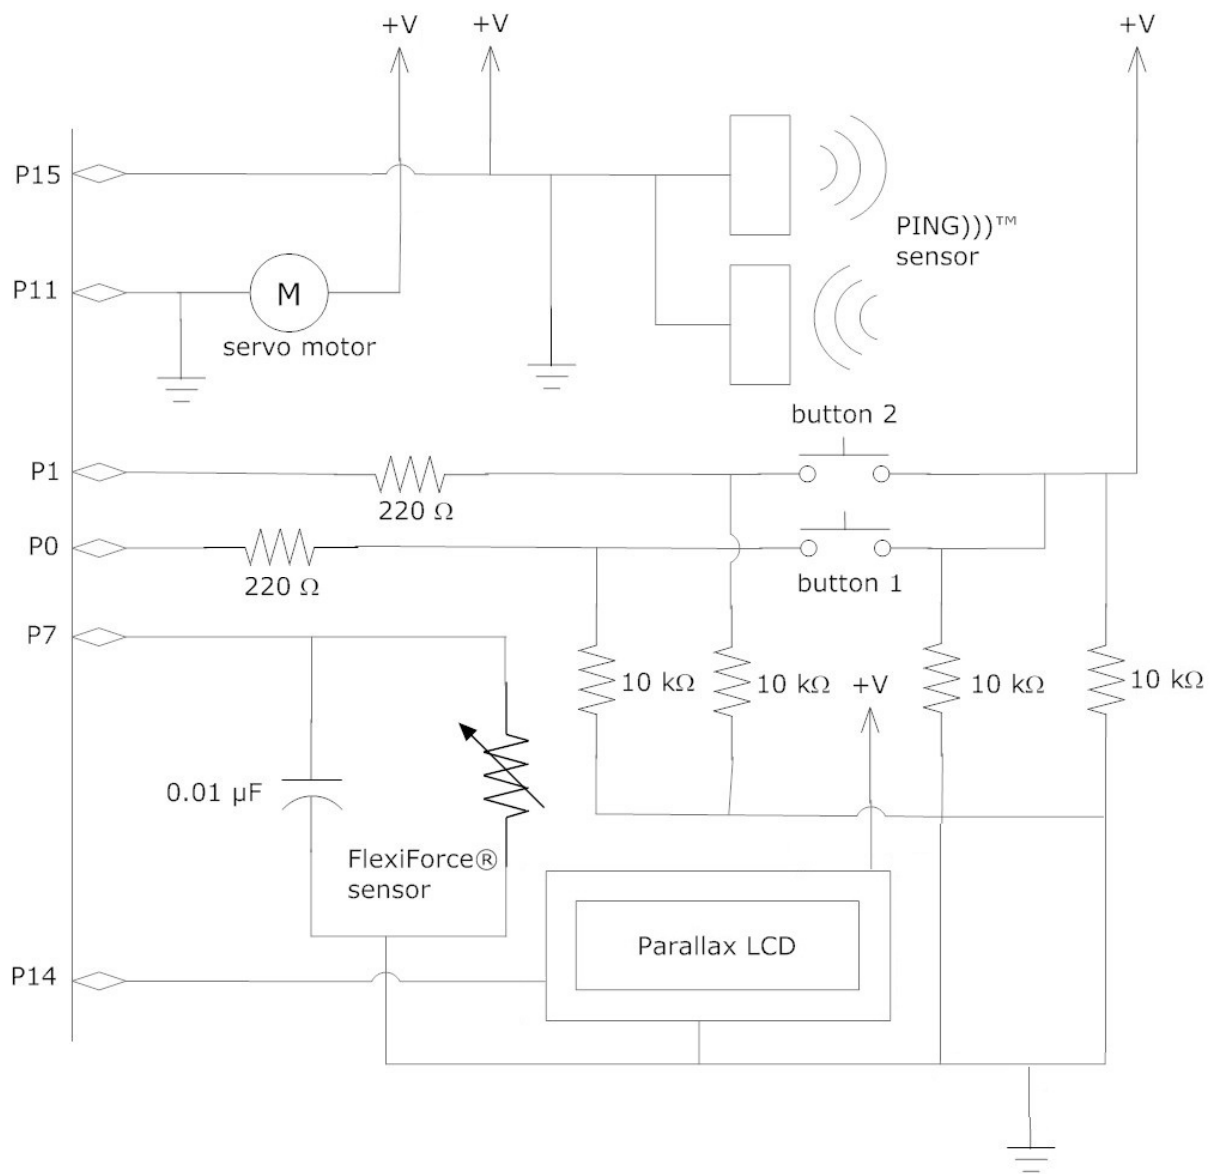 +V
+V
+V
P15
PING)))™
sensor
P11
M
servo motor
button 2
P1
220 Ω
P0
button 1
220 Ω
P7
10 kΩ
10 kΩ
+V
10 kΩ
10 kΩ
0.01 µF
FlexiForce®
sensor
Parallax LCD
P14